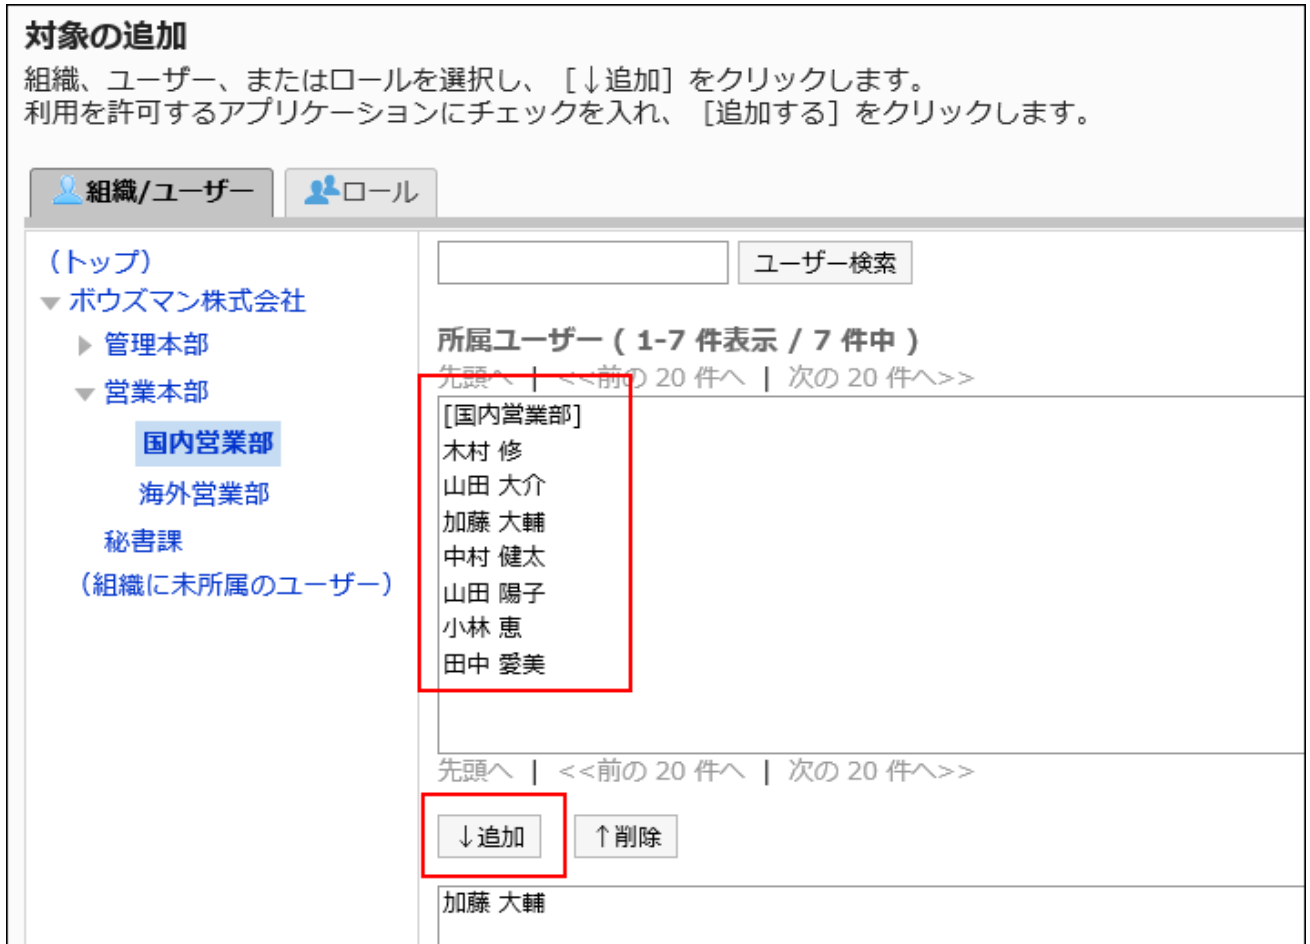 対象の追加
組織、ユーザー、またはロールを選択し、［↓追加］をクリックします。
利用を許可するアプリケーションにチェックを入れ、［追加する］をクリックします。
組織/ユーザー
ロール
（トップ）
ボウズマン株式会社
管理本部
営業本部
国内営業部
海外営業部
秘書課
（組織に未所属のユーザー）
ユーザー検索
所属ユーザー ( 1-7 件表示 / 7 件中 )
先頭へ | <<前の 20 件へ | 次の 20 件へ>>
[国内営業部]
木村 修
山田 大介
加藤 大輔
中村 健太
山田 陽子
小林 恵
田中 愛美
先頭へ | <<前の 20 件へ | 次の 20 件へ>>
↓追加
↑削除
加藤 大輔